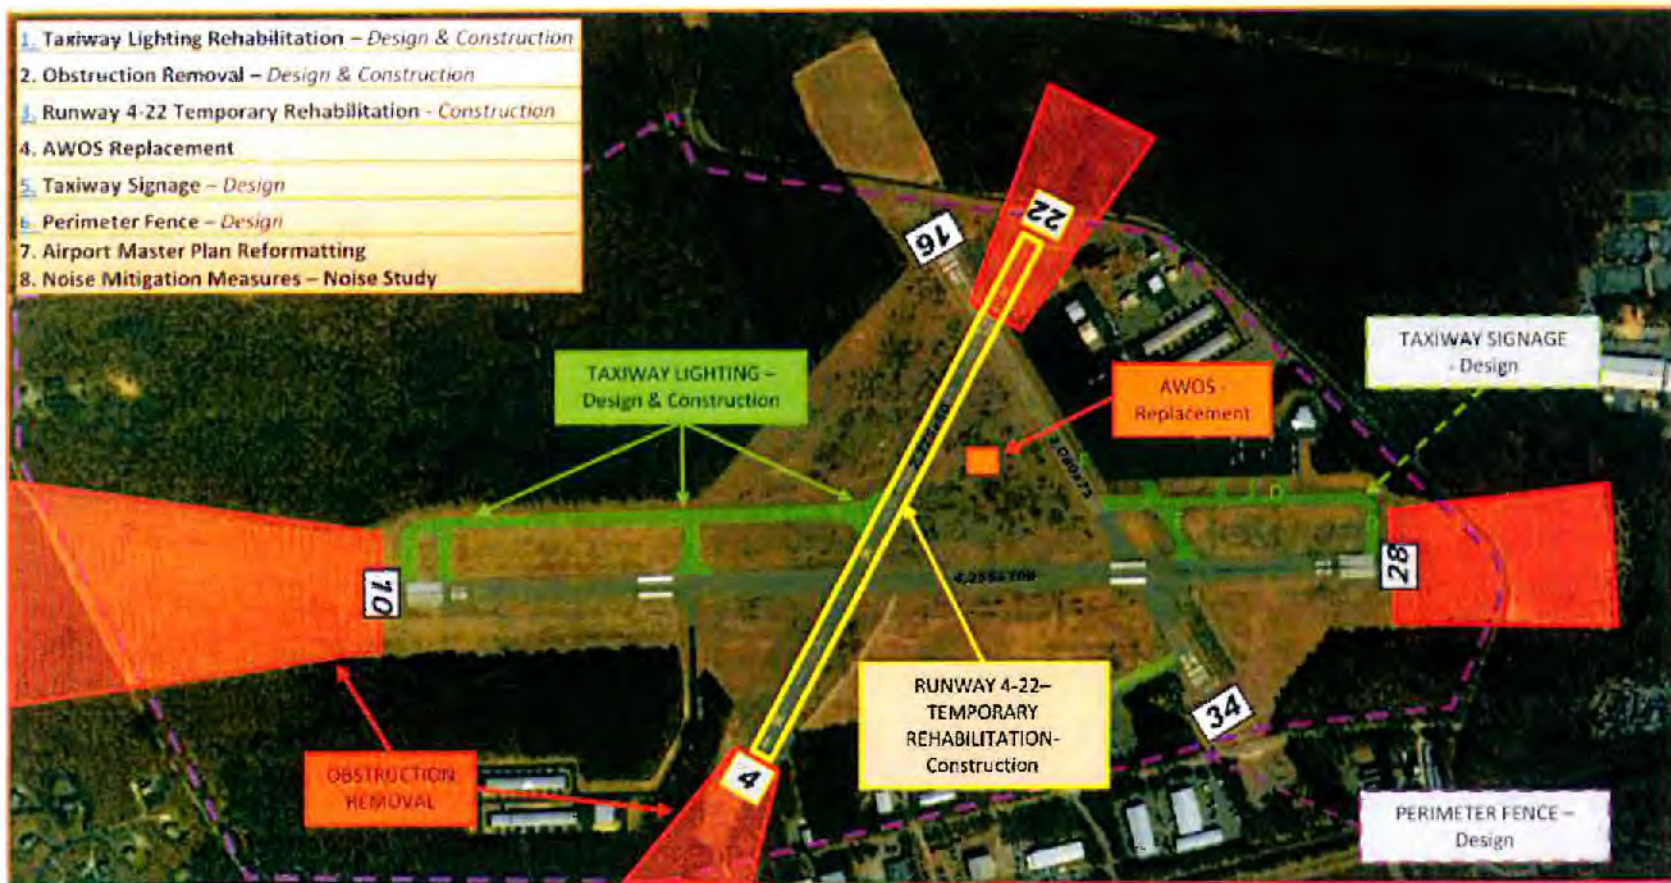 1. Taxiway Lighting Rehabilitation – Design & Construction
2. Obstruction Removal – Design & Construction
3. Runway 4-22 Temporary Rehabilitation - Construction
4. AWOS Replacement
5. Taxiway Signage – Design
6. Perimeter Fence – Design
7. Airport Master Plan Reformatting
8. Noise Mitigation Measures – Noise Study
22
16
TAXIWAY SIGNAGE
- Design
TAXIWAY LIGHTING –
Design & Construction
AWOS -
Replacement
D
10
28
RUNWAY 4-22–
TEMPORARY
REHABILITATION-
Construction
34
4
OBSTRUCTION
REMOVAL
PERIMETER FENCE –
Design